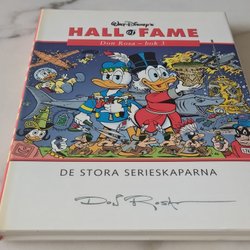 Walt Disney's
HALL OF FAME
Don Rosa – bok 3
DE STORA SERIESKAPARNA
Don Rosa